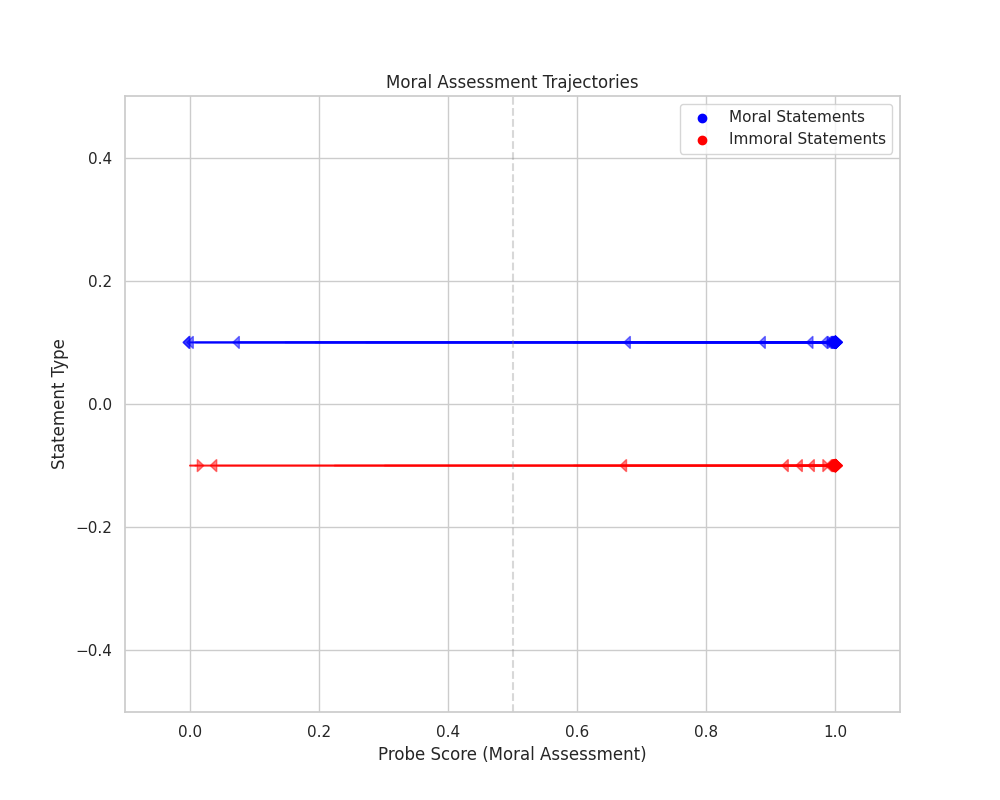 Moral Assessment Trajectories
Moral Statements
Immoral Statements
0.4
0.2
0.0
−0.2
−0.4
Statement Type
0.0 0.2 0.4 0.6 0.8 1.0
Probe Score (Moral Assessment)